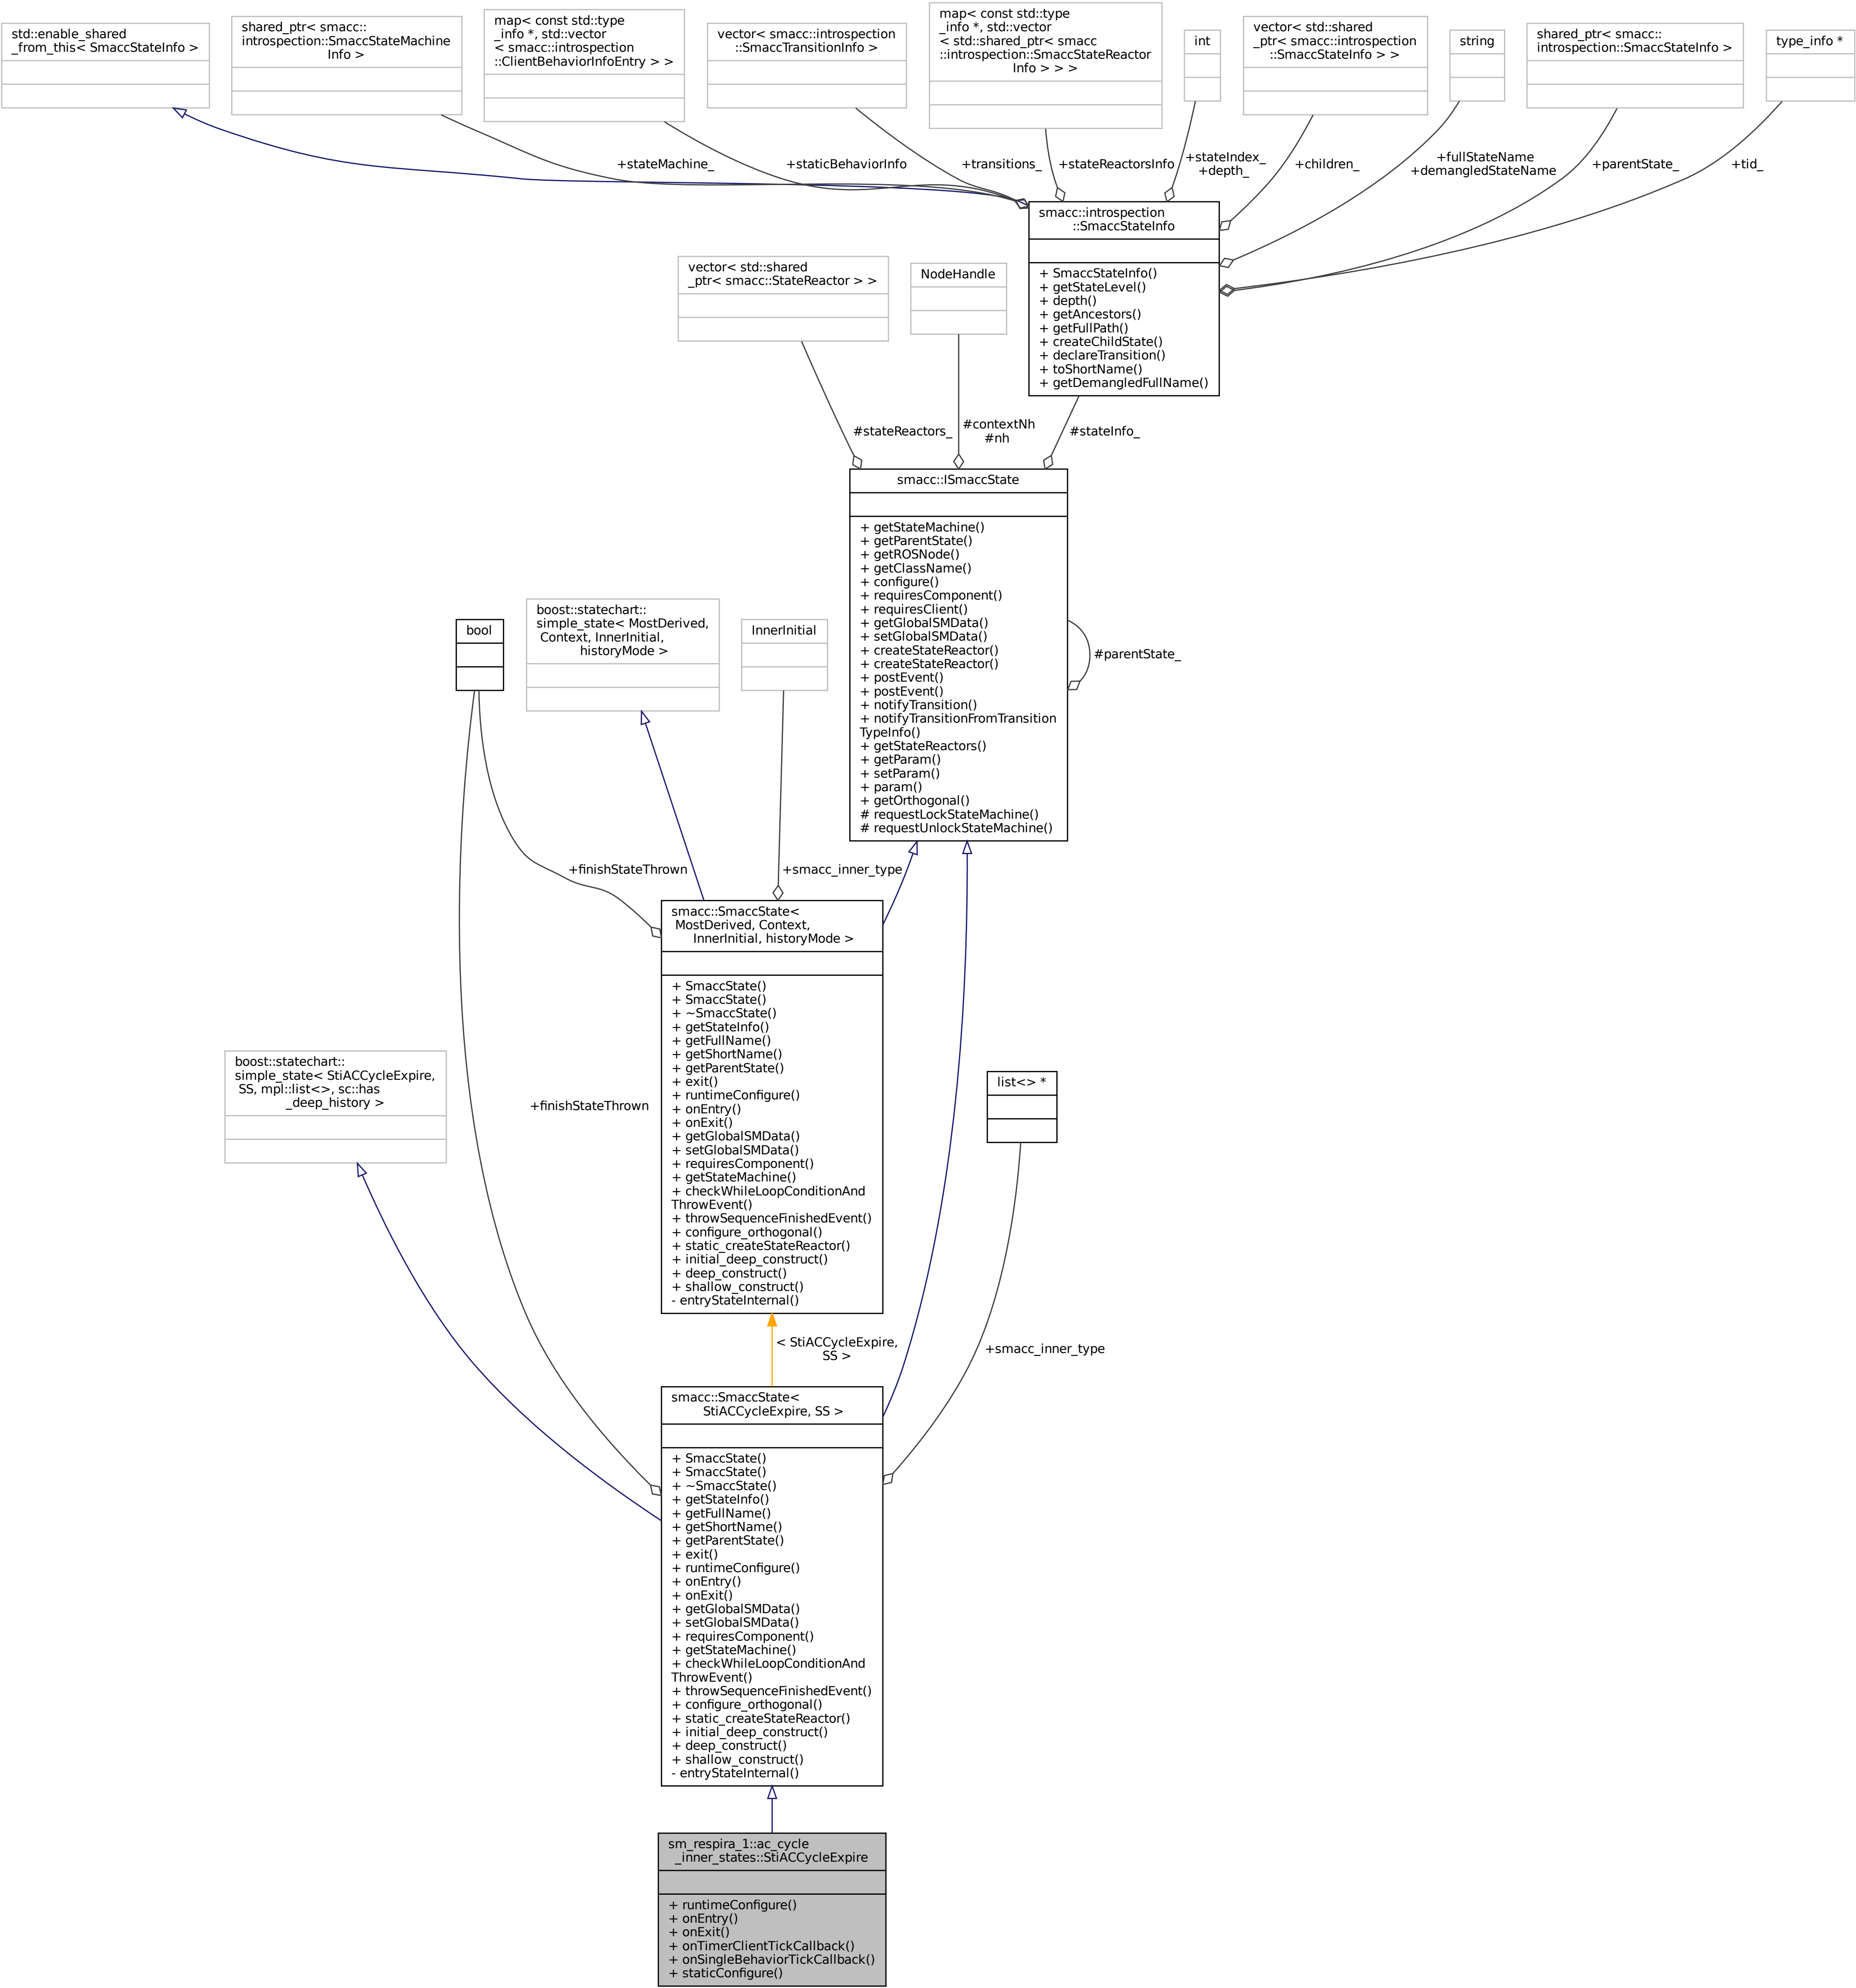 std::enable_shared
_from_this< SmaccStateInfo >
shared_ptr< smacc::
introspection::SmaccStateMachine
Info >
map< const std::type
_info *, std::vector
< smacc::introspection
::ClientBehaviorInfoEntry > >
vector< smacc::introspection
::SmaccTransitionInfo >
map< const std::type
_info *, std::vector
< std::shared_ptr< smacc
::introspection::SmaccStateReactor
Info > > >
int
vector< std::shared
_ptr< smacc::introspection
::SmaccStateInfo > >
string
shared_ptr< smacc::
introspection::SmaccStateInfo >
type_info *
+stateMachine_
+staticBehaviorInfo
+transitions_
+stateReactorsInfo
+stateIndex_
+depth_
+children_
+fullStateName
+demangledStateName
+parentState_
+tid_
smacc::introspection
::SmaccStateInfo
+ SmaccStateInfo()
+ getStateLevel()
+ depth()
+ getAncestors()
+ getFullPath()
+ createChildState()
+ declareTransition()
+ toShortName()
+ getDemangledFullName()
vector< std::shared
_ptr< smacc::StateReactor > >
NodeHandle
#stateReactors_
#contextNh
#nh
#stateInfo_
smacc::ISmaccState
+ getStateMachine()
+ getParentState()
+ getROSNode()
+ getClassName()
+ configure()
+ requiresComponent()
+ requiresClient()
+ getGlobalSMData()
+ setGlobalSMData()
+ createStateReactor()
+ createStateReactor()
+ postEvent()
+ postEvent()
+ notifyTransition()
+ notifyTransitionFromTransition
TypeInfo()
+ getStateReactors()
+ getParam()
+ setParam()
+ param()
+ getOrthogonal()
# requestLockStateMachine()
# requestUnlockStateMachine()
#parentState_
bool
boost::statechart::
simple_state< MostDerived,
Context, InnerInitial,
historyMode >
InnerInitial
+finishStateThrown
+smacc_inner_type
smacc::SmaccState<
MostDerived, Context,
InnerInitial, historyMode >
+ SmaccState()
+ SmaccState()
+ ~SmaccState()
+ getStateInfo()
+ getFullName()
+ getShortName()
+ getParentState()
+ exit()
+ runtimeConfigure()
+ onEntry()
+ onExit()
+ getGlobalSMData()
+ setGlobalSMData()
+ requiresComponent()
+ getStateMachine()
+ checkWhileLoopConditionAnd
ThrowEvent()
+ throwSequenceFinishedEvent()
+ configure_orthogonal()
+ static_createStateReactor()
+ initial_deep_construct()
+ deep_construct()
+ shallow_construct()
- entryStateInternal()
boost::statechart::
simple_state< StiACCycleExpire,
SS, mpl::list<>, sc::has
_deep_history >
+finishStateThrown
list<> *
< StiACCycleExpire,
SS >
+smacc_inner_type
smacc::SmaccState<
StiACCycleExpire, SS >
+ SmaccState()
+ SmaccState()
+ ~SmaccState()
+ getStateInfo()
+ getFullName()
+ getShortName()
+ getParentState()
+ exit()
+ runtimeConfigure()
+ onEntry()
+ onExit()
+ getGlobalSMData()
+ setGlobalSMData()
+ requiresComponent()
+ getStateMachine()
+ checkWhileLoopConditionAnd
ThrowEvent()
+ throwSequenceFinishedEvent()
+ configure_orthogonal()
+ static_createStateReactor()
+ initial_deep_construct()
+ deep_construct()
+ shallow_construct()
- entryStateInternal()
sm_respira_1::ac_cycle
_inner_states::StiACCycleExpire
+ runtimeConfigure()
+ onEntry()
+ onExit()
+ onTimerClientTickCallback()
+ onSingleBehaviorTickCallback()
+ staticConfigure()